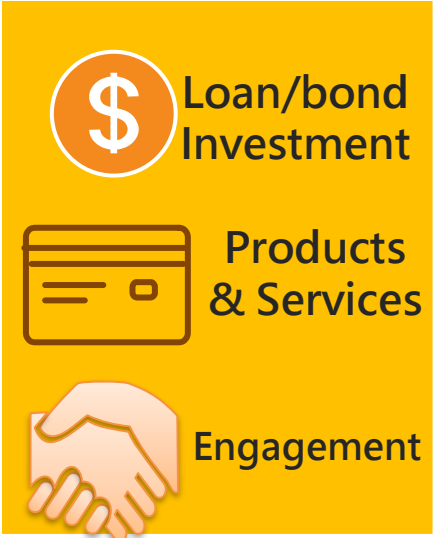 $
Loan/bond
Investment
Products
& Services
Engagement